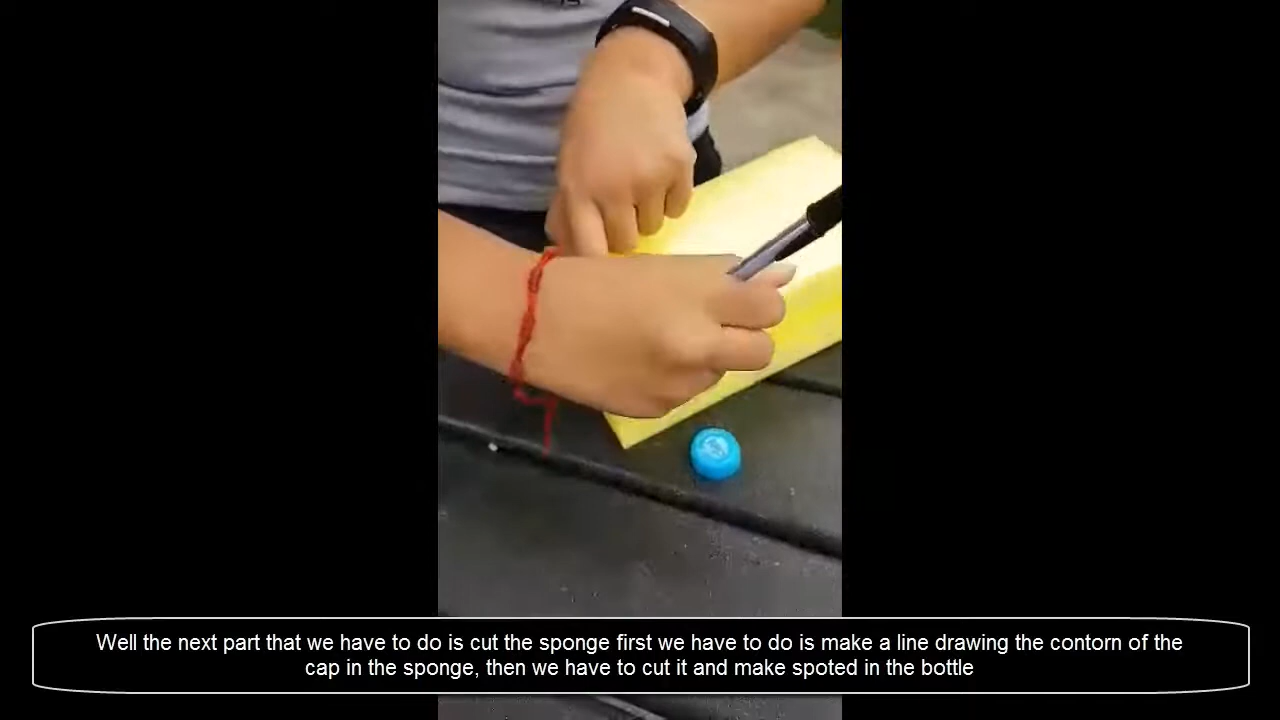 Well the next part that we have to do is cut the sponge first we have to do is make a line drawing the contorn of the
cap in the sponge, then we have to cut it and make spoted in the bottle